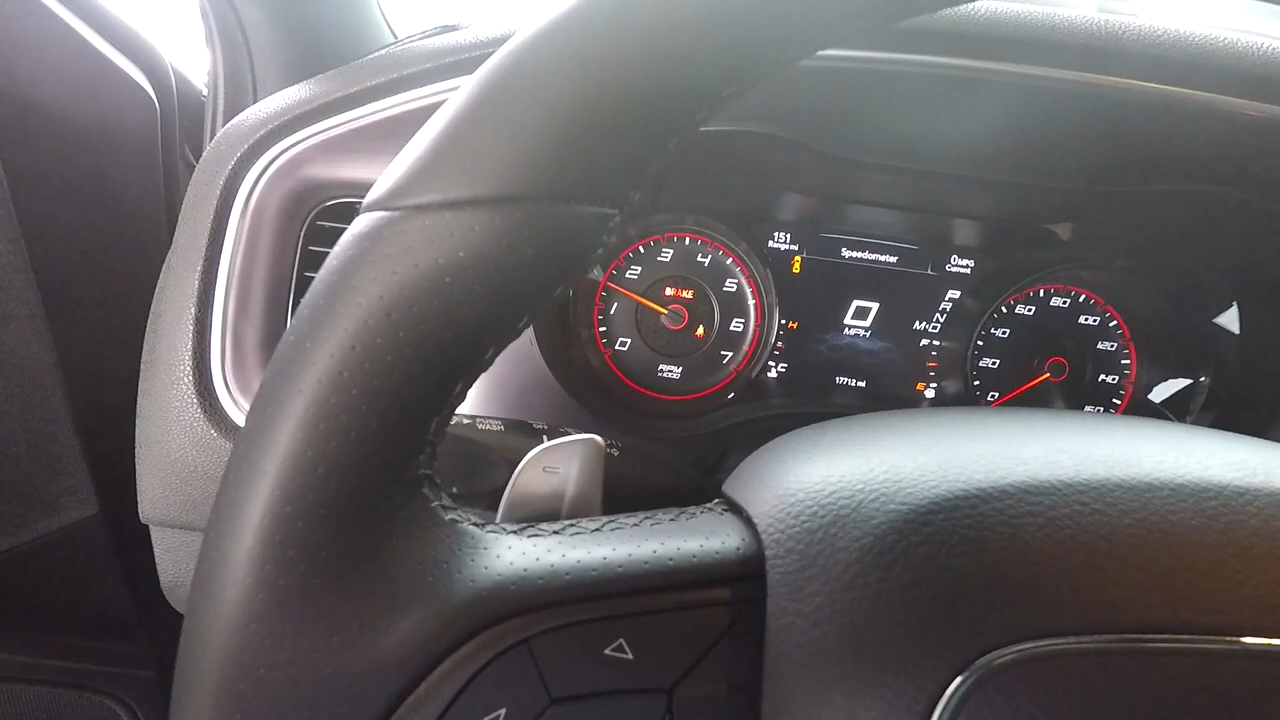 151
Range mi
Speedometer
0 MPG
Current
0
MPH
17712 mi
P
R
N
M+D
F
E
H
C
BRAKE
0
1
2
3
4
5
6
7
RPM
x1000
0
20
40
60
80
100
120
140
160
PUSH
WASH
OFF